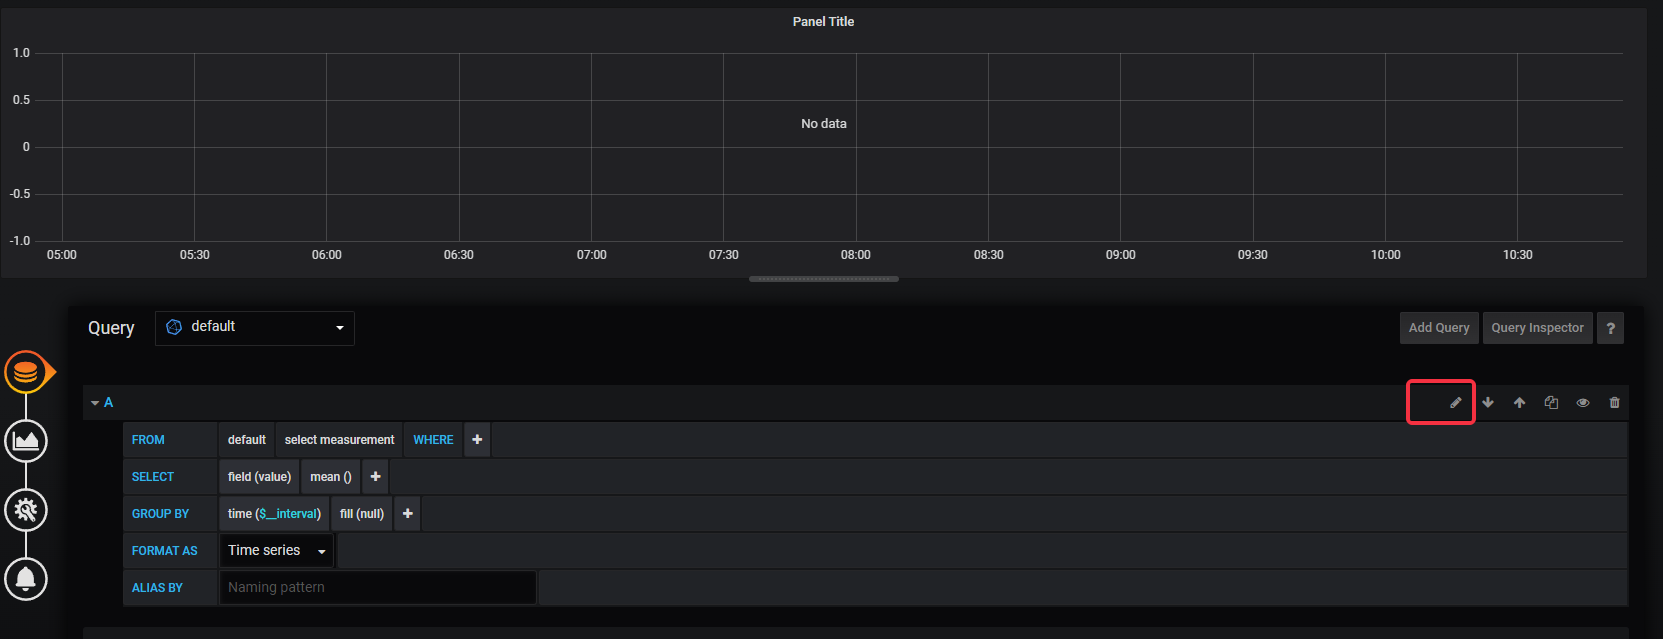 Panel Title
1.0
0.5
No data
0
-0.5
-1.0
05:00 05:30 06:00 06:30 07:00 07:30 08:00 08:30 09:00 09:30 10:00 10:30
Query default Add Query Query Inspector ?
A
FROM default select measurement WHERE +
SELECT field (value) mean () +
GROUP BY time ($__interval) fill (null) +
FORMAT AS Time series
ALIAS BY Naming pattern